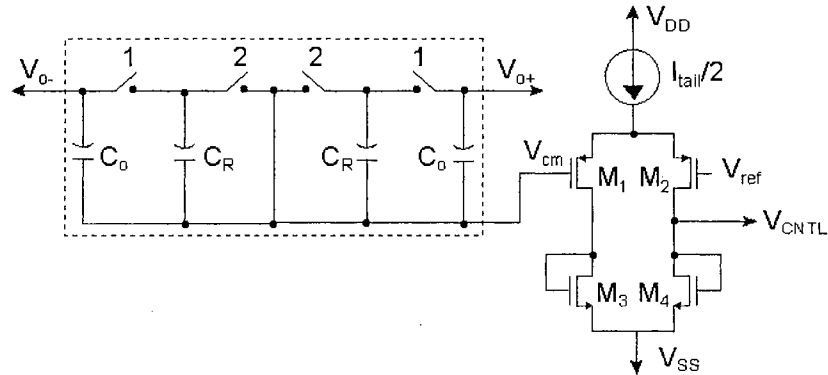 V_DD
1 2 2 1
V_o- V_o+ I_tail/2
C_o C_R C_R C_o V_cm M_1 M_2 V_ref
V_CNTL
M_3 M_4
V_SS